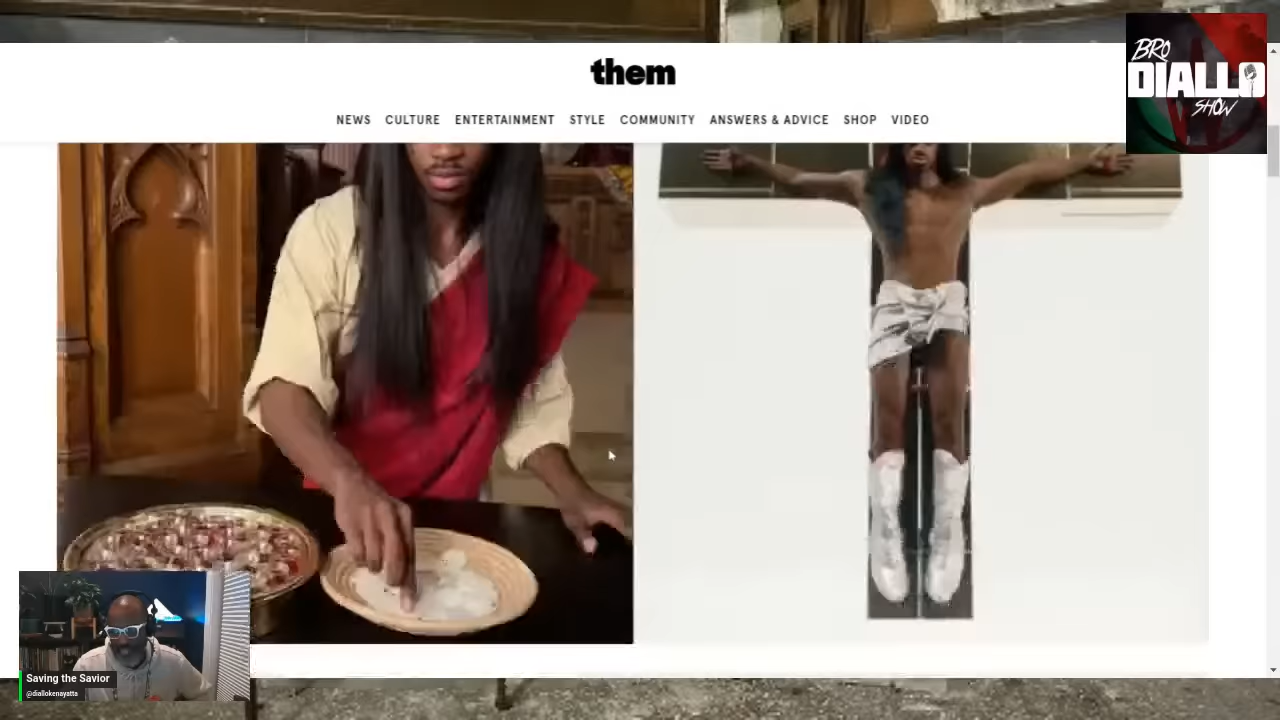 them
NEWS CULTURE ENTERTAINMENT STYLE COMMUNITY ANSWERS & ADVICE SHOP VIDEO
BRO
DIALLO
SHOW
Saving the Savior
@diallokenayatta